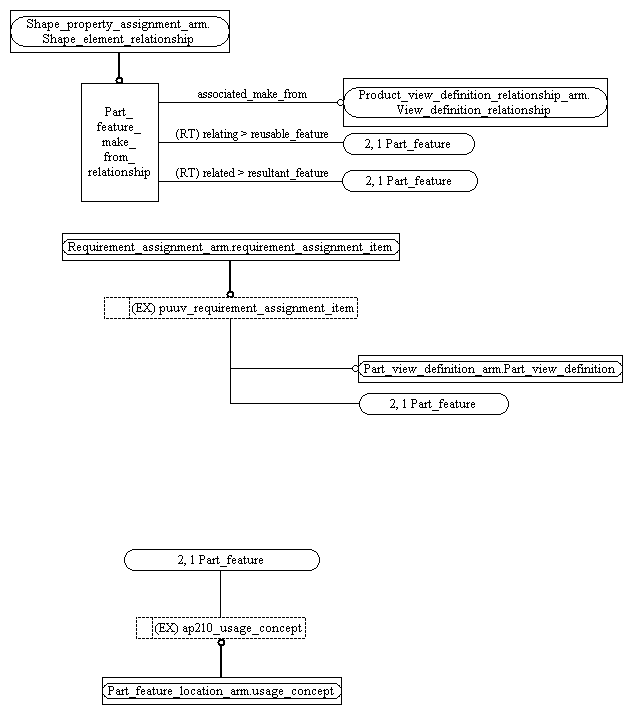 Shape_property_assignment_arm.
Shape_element_relationship
Part_
feature_
make_
from_
relationship
associated_make_from
Product_view_definition_relationship_arm.
View_definition_relationship
(RT) relating > reusable_feature
2, 1 Part_feature
(RT) related > resultant_feature
2, 1 Part_feature
Requirement_assignment_arm.requirement_assignment_item
(EX) puuv_requirement_assignment_item
Part_view_definition_arm.Part_view_definition
2, 1 Part_feature
2, 1 Part_feature
(EX) ap210_usage_concept
Part_feature_location_arm.usage_concept